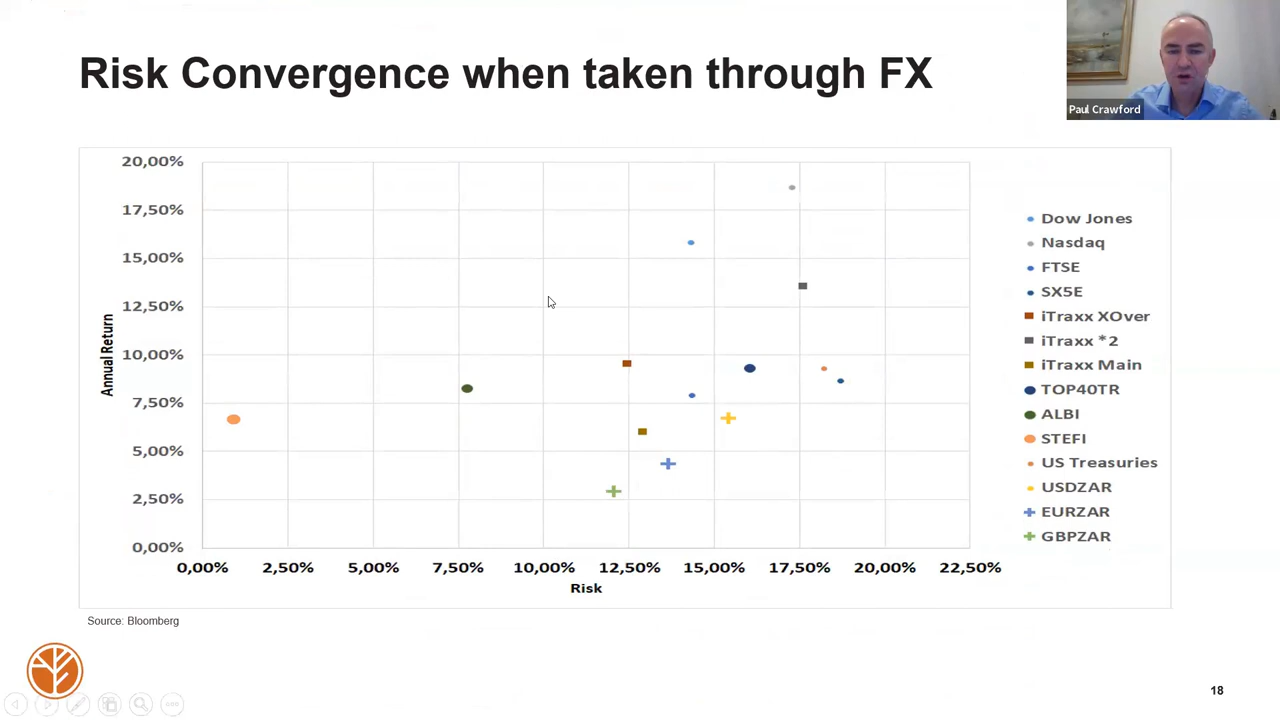 Risk Convergence when taken through FX
Paul Crawford
20,00%
17,50%
15,00%
12,50%
10,00%
7,50%
5,00%
2,50%
0,00%
Annual Return
0,00% 2,50% 5,00% 7,50% 10,00% 12,50% 15,00% 17,50% 20,00% 22,50%
Risk
Dow Jones
Nasdaq
FTSE
SX5E
iTraxx XOver
iTraxx *2
iTraxx Main
TOP40TR
ALBI
STEFI
US Treasuries
USDZAR
EURZAR
GBPZAR
Source: Bloomberg
18